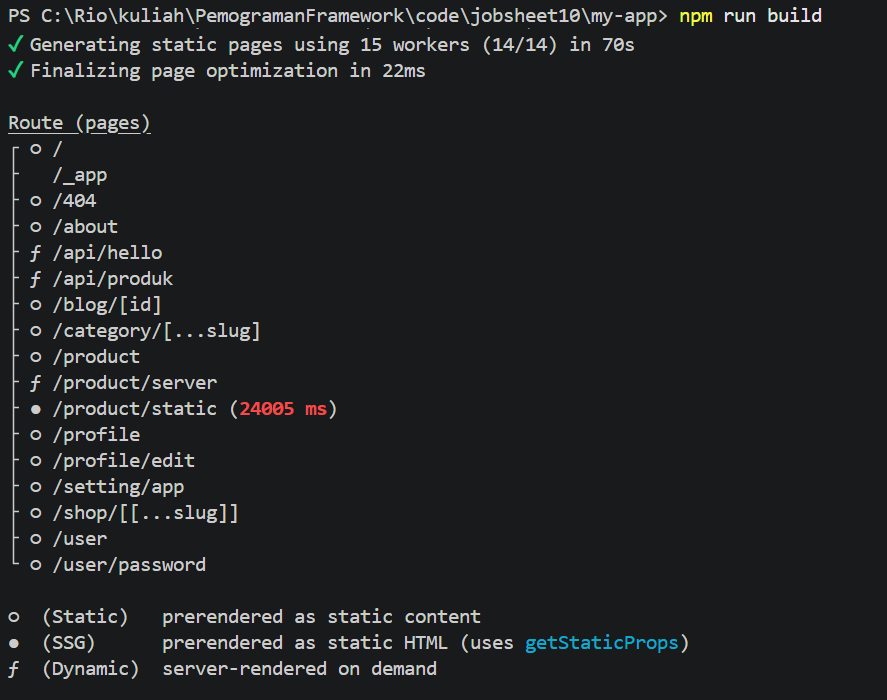 PS C:\Rio\kuliah\PemogramanFramework\code\jobsheet10\my-app> npm run build
✓ Generating static pages using 15 workers (14/14) in 70s
✓ Finalizing page optimization in 22ms
Route (pages)
┌ ○ /
├   /_app
├ ○ /404
├ ○ /about
├ ƒ /api/hello
├ ƒ /api/produk
├ ○ /blog/[id]
├ ○ /category/[...slug]
├ ○ /product
├ ƒ /product/server
├ ● /product/static (24005 ms)
├ ○ /profile
├ ○ /profile/edit
├ ○ /setting/app
├ ○ /shop/[[...slug]]
├ ○ /user
└ ○ /user/password
○ (Static) prerendered as static content
● (SSG) prerendered as static HTML (uses getStaticProps)
ƒ (Dynamic) server-rendered on demand